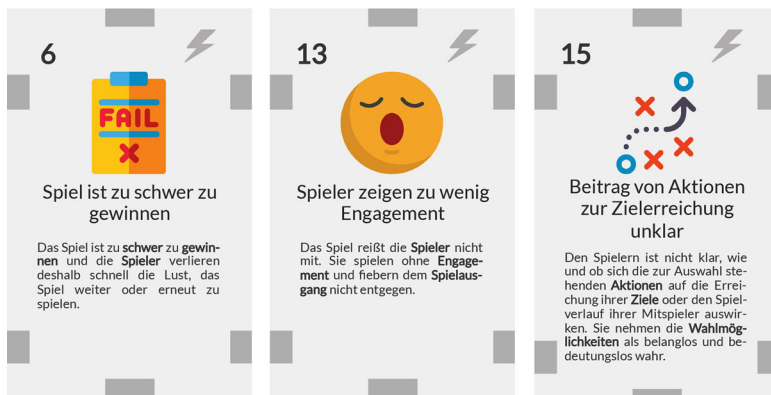 6
FAIL
Spiel ist zu schwer zu
gewinnen
Das Spiel ist zu schwer zu gewin-
nen und die Spieler verlieren
deshalb schnell die Lust, das
Spiel weiter oder erneut zu
spielen.
13
Spieler zeigen zu wenig
Engagement
Das Spiel reißt die Spieler nicht
mit. Sie spielen ohne Engage-
ment und fiebern dem Spielaus-
gang nicht entgegen.
15
Beitrag von Aktionen
zur Zielerreichung
unklar
Den Spielern ist nicht klar, wie
und ob sich die zur Auswahl ste-
henden Aktionen auf die Errei-
chung ihrer Ziele oder den Spiel-
verlauf ihrer Mitspieler auswir-
ken. Sie nehmen die Wahlmög-
lichkeiten als belanglos und be-
deutungslos wahr.